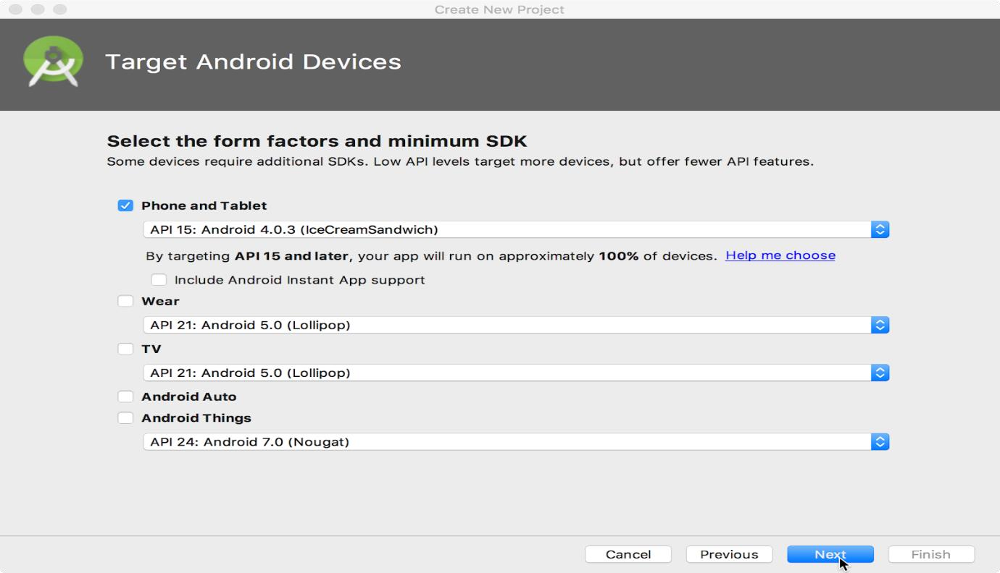 Create New Project
Target Android Devices
Select the form factors and minimum SDK
Some devices require additional SDKs. Low API levels target more devices, but offer fewer API features.
Phone and Tablet
API 15: Android 4.0.3 (IceCreamSandwich)
By targeting API 15 and later, your app will run on approximately 100% of devices. Help me choose
Include Android Instant App support
Wear
API 21: Android 5.0 (Lollipop)
TV
API 21: Android 5.0 (Lollipop)
Android Auto
Android Things
API 24: Android 7.0 (Nougat)
Cancel Previous Next Finish